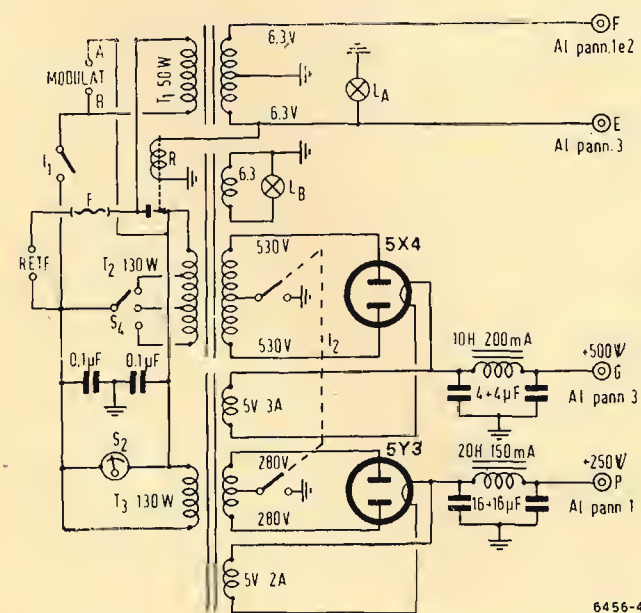 A
MODULAT
B
I1
T1 50W
6.3V
6.3V
LA
F
Al pann.1e2
E
Al pann.3
R
6.3
LB
F
RETE
T2 130W
S4
530V
530V
5X4
I2
0,1µF
0.1µF
10H 200mA
4+4µF
+500V
G
Al pann 3
5V 3A
S2
T3 130W
280V
280V
5Y3
20H 150mA
16+16µF
+250V
P
Al pann 1
5V 2A
6456-4